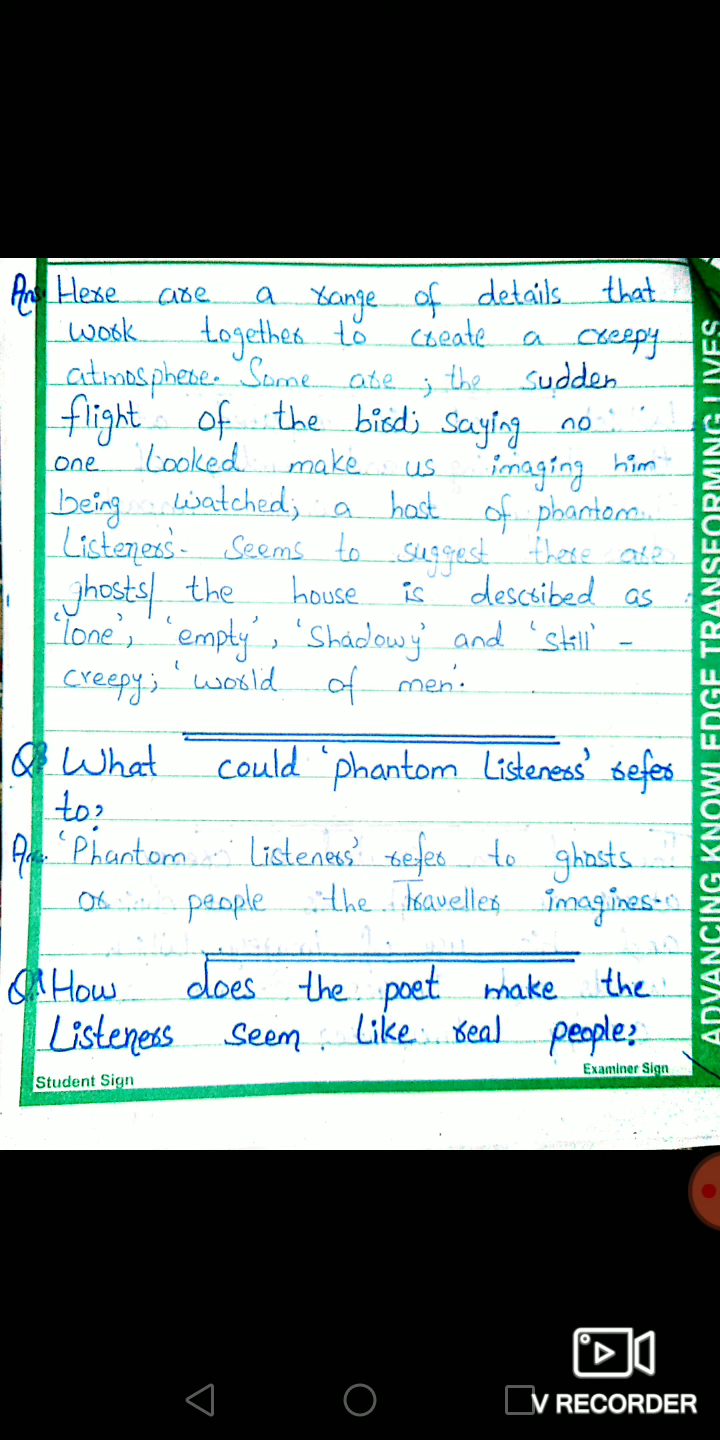 Ans. Here are a range of details that
work together to create a creepy
atmosphere. Some are ; the sudden
flight of the bird; saying no
one looked make us imaging him
being watched; a host of phantom
Listeners'- seems to suggest there are
ghosts/ the house is described as
'lone', 'empty', 'Shadowy' and 'still' -
creepy; 'world of men'.
Q3 What could 'phantom Listeners' refer
to?
Ans. 'Phantom Listeners' refer to ghosts
or people the Traveller imagines.
Q4 How does the poet make the
Listeners seem like real people?
Student Sign
Examiner Sign
ADVANCING KNOWLEDGE TRANSFORMING LIVES
V RECORDER